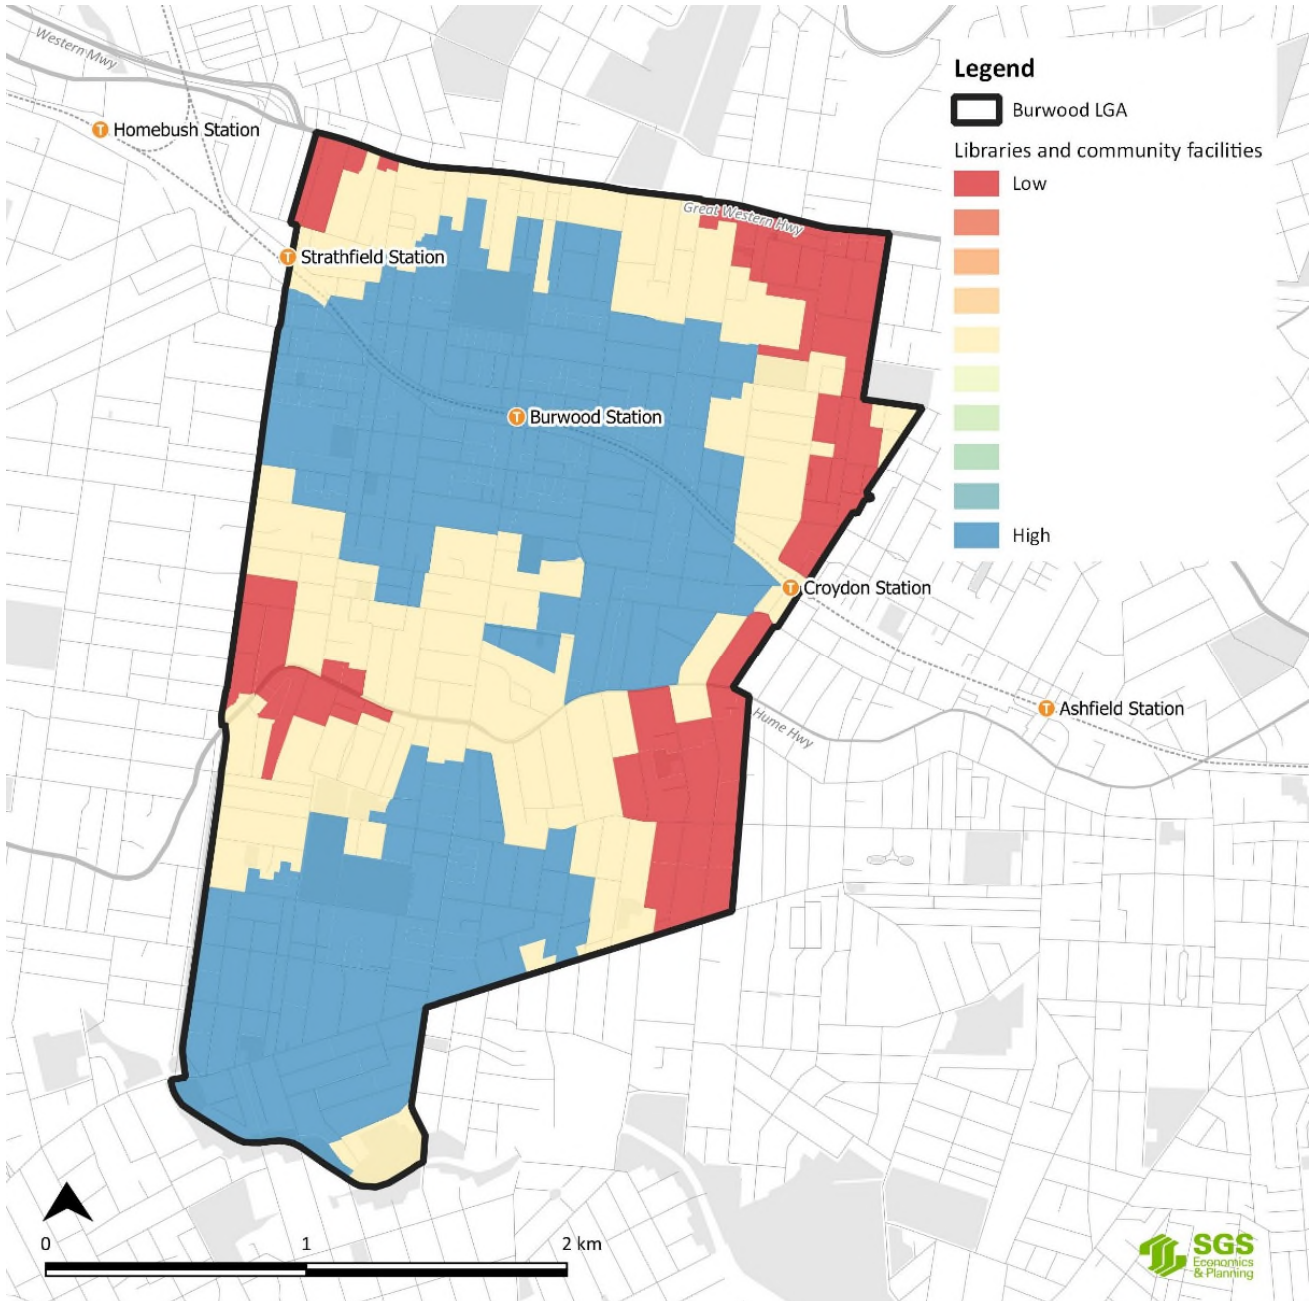 Western Mwy
Homebush Station
Strathfield Station
Great Western Hwy
Burwood Station
Croydon Station
Ashfield Station
Hume Hwy
Legend
Burwood LGA
Libraries and community facilities
Low
High
0 1 2 km
SGS
Economics
& Planning